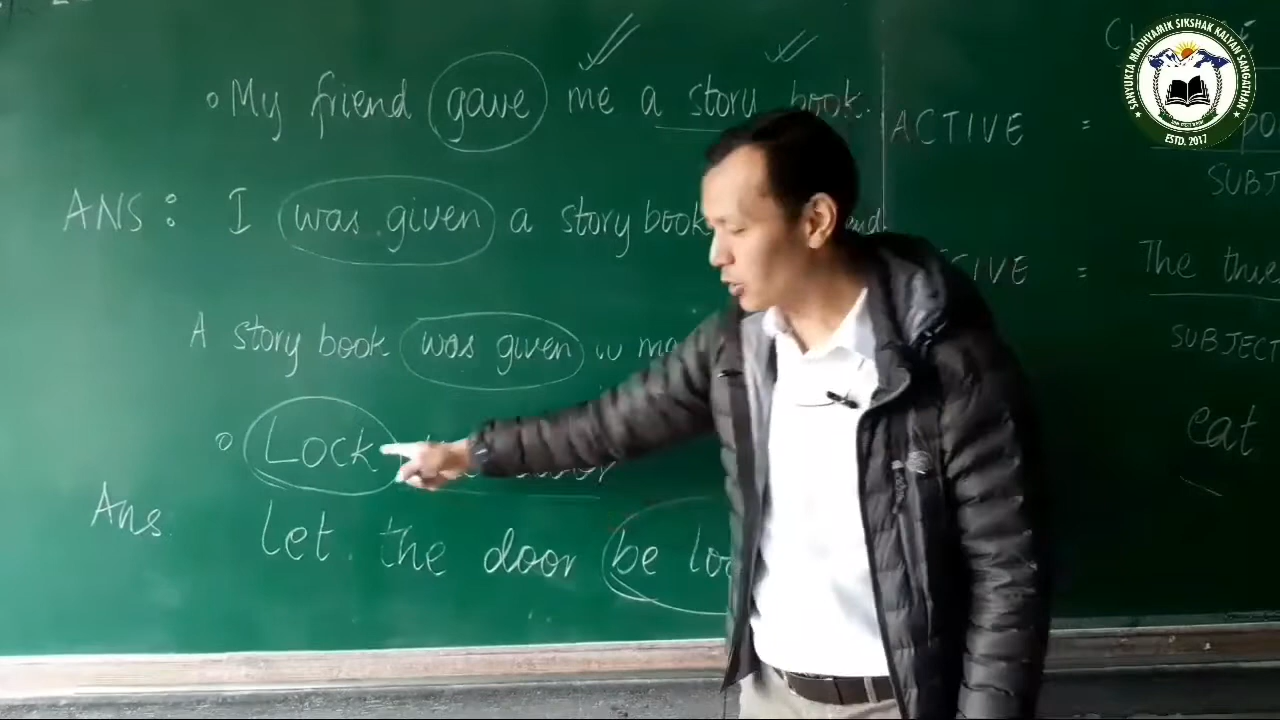 My friend gave me a story book.
ANS: I was given a story book
A story book was given
Lock
Ans. Let the door be
ACTIVE =
SUBJ
= The
SUBJECT
eat
SANYUKTA MADHYAMIK SIKSHAK KALYAN SANGATHAN
ESTD. 2017